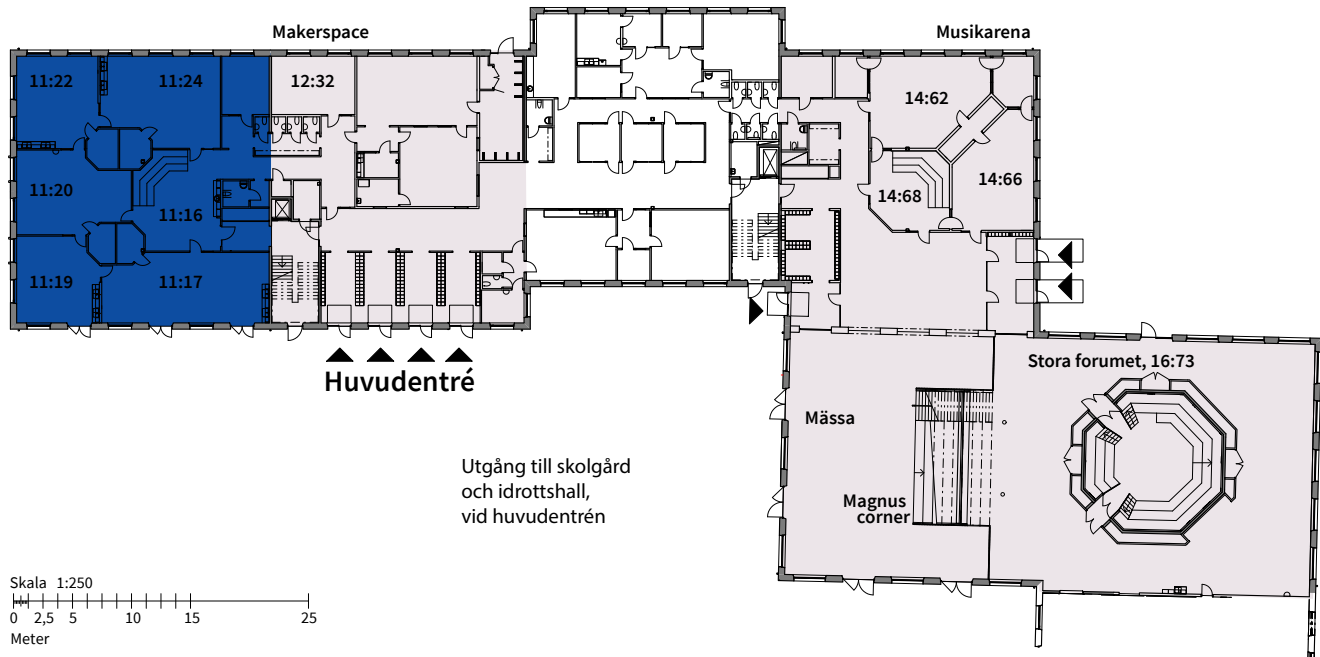 Makerspace
Musikarena
11:22
11:24
12:32
14:62
11:20
11:16
14:68
14:66
11:19
11:17
Huvudentré
Stora forumet, 16:73
Mässa
Utgång till skolgård
och idrottshall,
vid huvudentrén
Magnus
corner
Skala 1:250
0 2,5 5 10 15 25
Meter